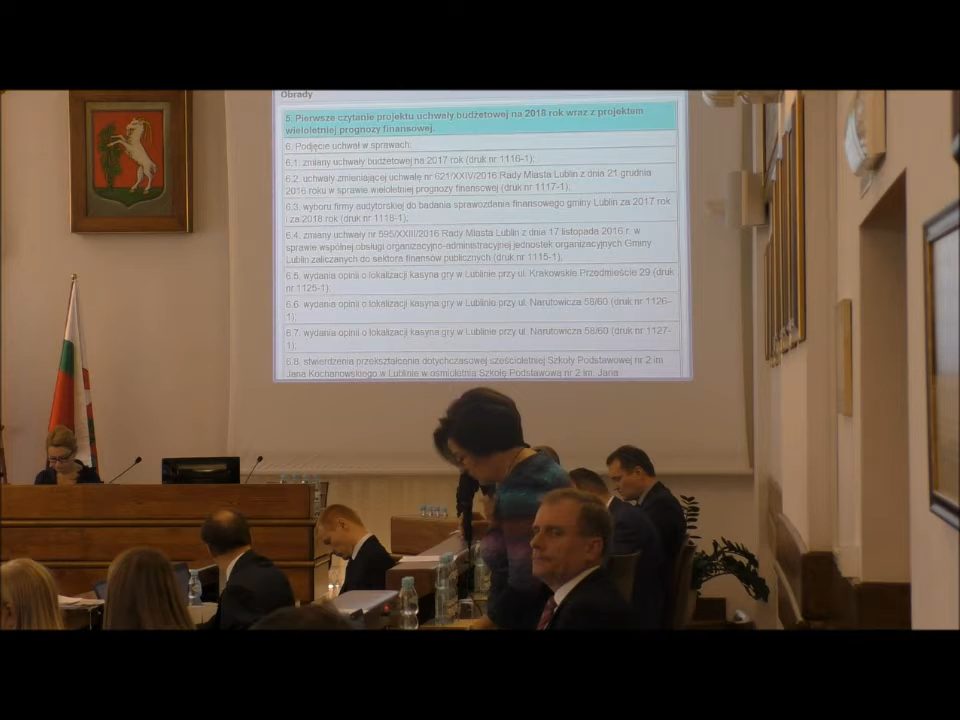 Obrady
5. Pierwsze czytanie projektu uchwały budżetowej na 2018 rok wraz z projektem
wieloletniej prognozy finansowej.
6. Podjęcie uchwał w sprawach:
6.1. zmiany uchwały budżetowej na 2017 rok (druk nr 1116-1);
6.2. uchwały zmieniającej uchwałę nr 621/XXIV/2016 Rady Miasta Lublin z dnia 21 grudnia
2016 roku w sprawie wieloletniej prognozy finansowej (druk nr 1117-1);
6.3. wyboru firmy audytorskiej do badania sprawozdania finansowego gminy Lublin za 2017 rok
i za 2018 rok (druk nr 1118-1);
6.4. zmiany uchwały nr 595/XXIII/2016 Rady Miasta Lublin z dnia 17 listopada 2016 r. w
sprawie wspólnej obsługi organizacyjno-administracyjnej jednostek organizacyjnych Gminy
Lublin zaliczanych do sektora finansów publicznych (druk nr 1115-1);
6.5. wydania opinii o lokalizacji kasyna gry w Lublinie przy ul. Krakowskie Przedmieście 29 (druk
nr 1125-1);
6.6. wydania opinii o lokalizacji kasyna gry w Lublinie przy ul. Narutowicza 58/60 (druk nr 1126-
1);
6.7. wydania opinii o lokalizacji kasyna gry w Lublinie przy ul. Narutowicza 58/60 (druk nr 1127-
1);
6.8. stwierdzenia przekształcenia dotychczasowej sześcioletniej Szkoły Podstawowej nr 2 im.
Jana Kochanowskiego w Lublinie w ośmioletnią Szkołę Podstawową nr 2 im. Jana